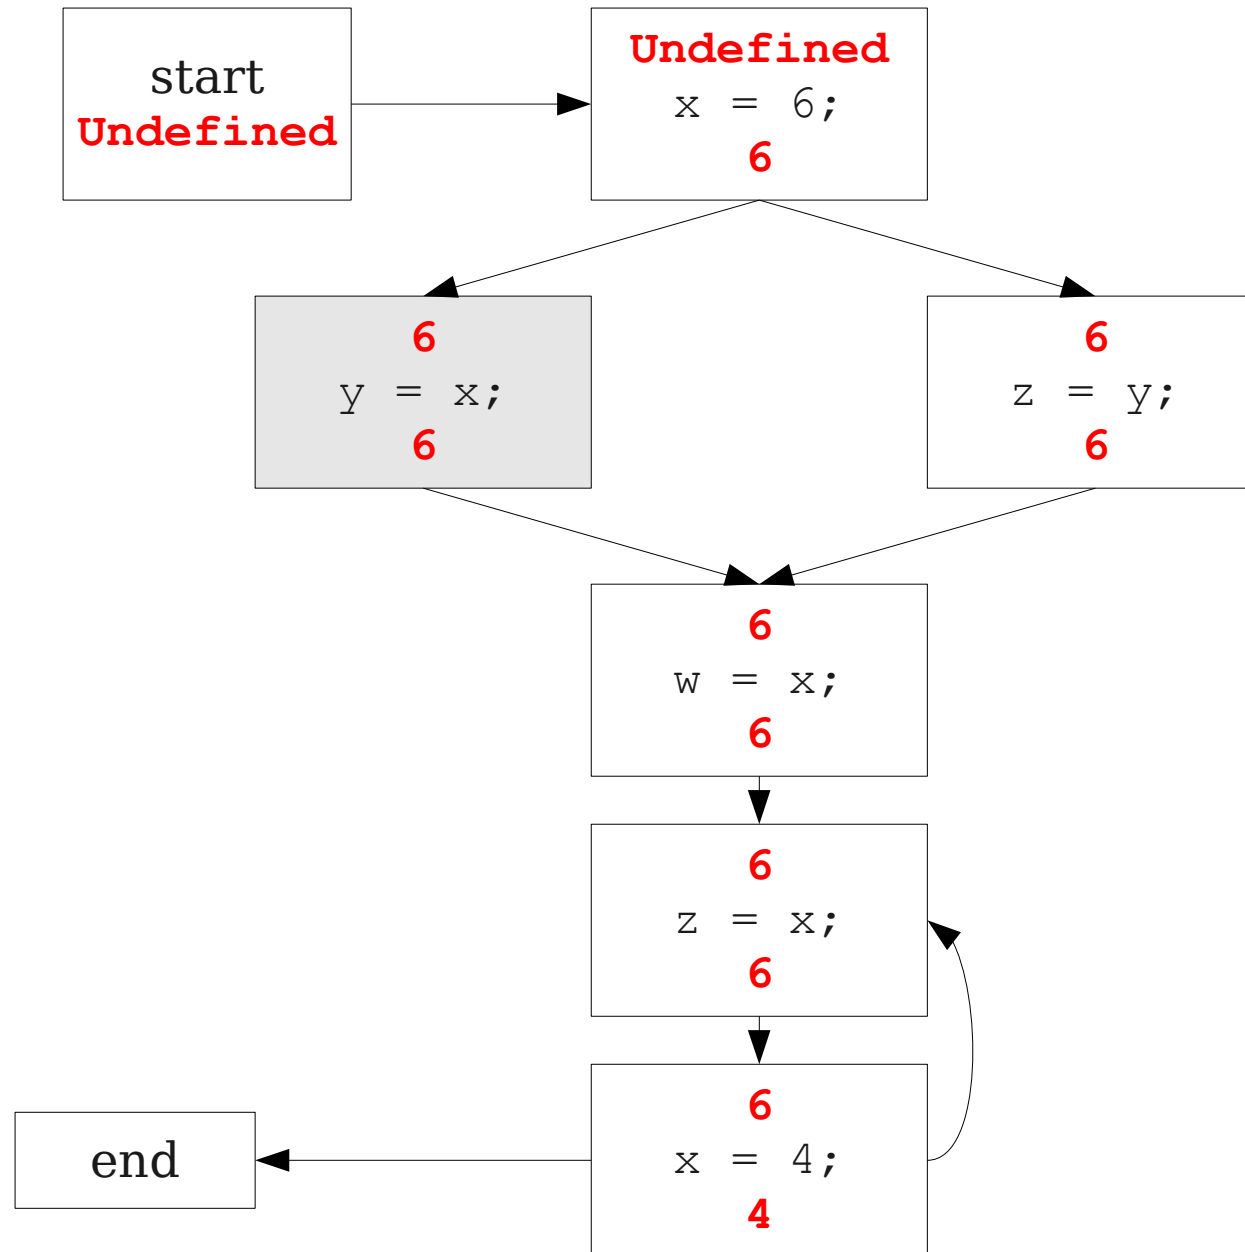 start
Undefined
Undefined
x = 6;
6
6
y = x;
6
6
z = y;
6
6
w = x;
6
6
z = x;
6
6
x = 4;
4
end